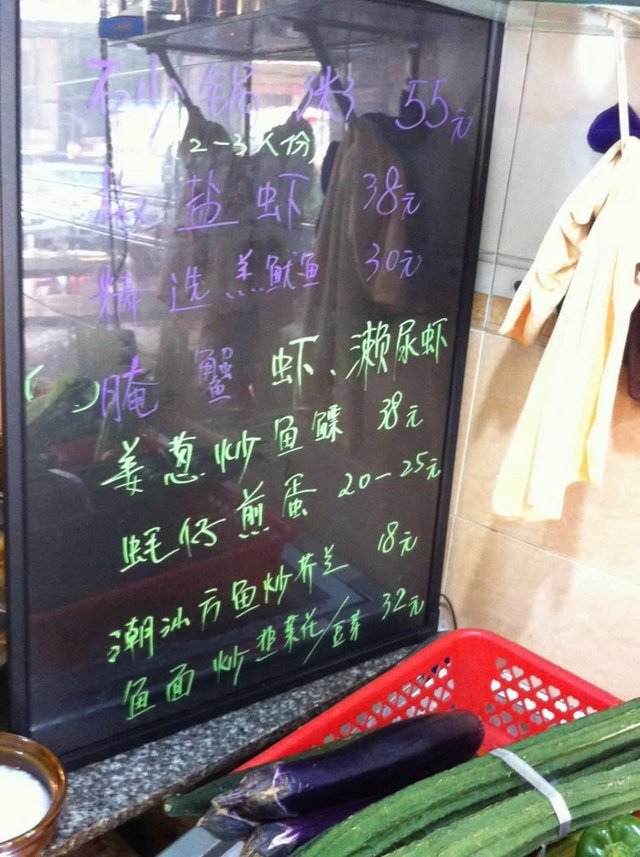 石小锅粥 55元
(2-3人份)
椒盐虾 38元
精选羔鱿鱼 30元
( ) 腌蟹 虾、濑尿虾
姜葱炒鱼鳔 38元
蚝仔煎蛋 20-25元
潮汕方鱼炒芥兰 18元
鱼面炒韭菜花/豆芽 32元